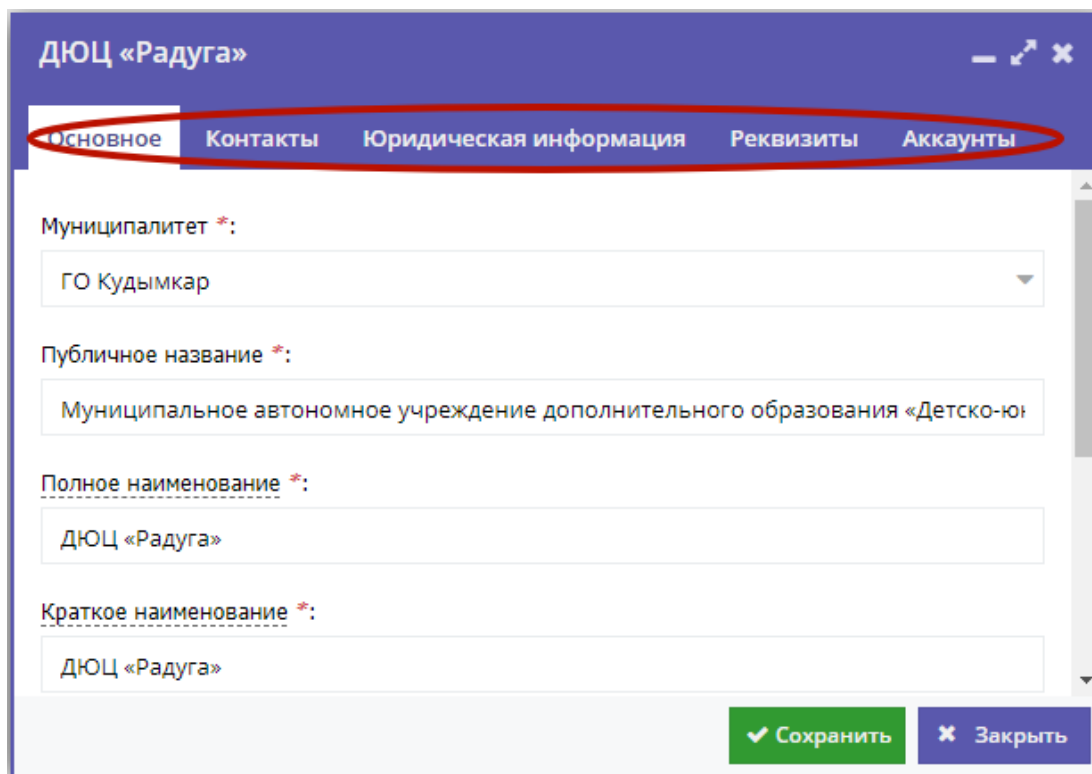 ДЮЦ «Радуга»
Основное Контакты Юридическая информация Реквизиты Аккаунты
Муниципалитет *:
ГО Кудымкар
Публичное название *:
Муниципальное автономное учреждение дополнительного образования «Детско-юн
Полное наименование *:
ДЮЦ «Радуга»
Краткое наименование *:
ДЮЦ «Радуга»
Сохранить Закрыть